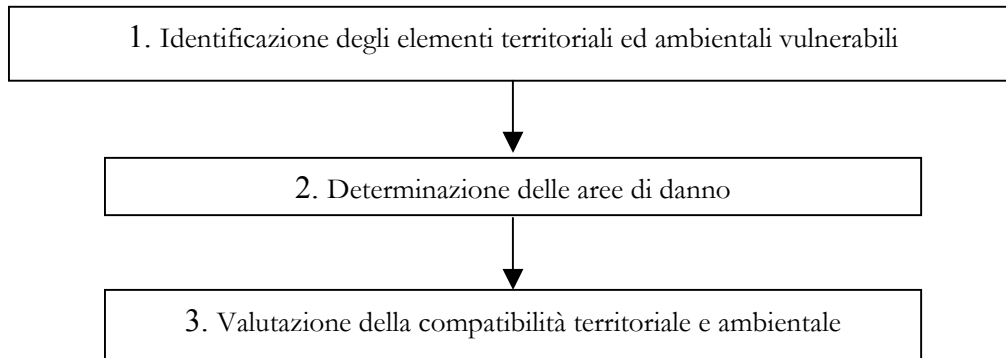 1. Identificazione degli elementi territoriali ed ambientali vulnerabili
2. Determinazione delle aree di danno
3. Valutazione della compatibilità territoriale e ambientale